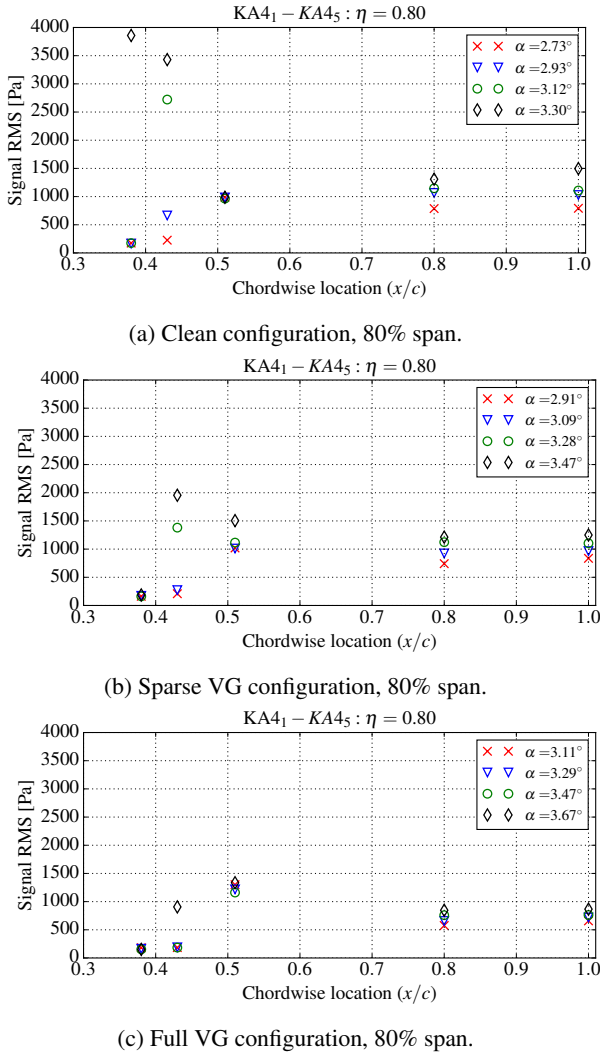 KA4₁ − KA4₅ : η = 0.80
4000
3500
3000
2500
2000
1500
1000
500
0
Signal RMS [Pa]
α =2.73°
α =2.93°
α =3.12°
α =3.30°
0.3 0.4 0.5 0.6 0.7 0.8 0.9 1.0
Chordwise location (x/c)
(a) Clean configuration, 80% span.
KA4₁ − KA4₅ : η = 0.80
4000
3500
3000
2500
2000
1500
1000
500
0
Signal RMS [Pa]
α =2.91°
α =3.09°
α =3.28°
α =3.47°
0.3 0.4 0.5 0.6 0.7 0.8 0.9 1.0
Chordwise location (x/c)
(b) Sparse VG configuration, 80% span.
KA4₁ − KA4₅ : η = 0.80
4000
3500
3000
2500
2000
1500
1000
500
0
Signal RMS [Pa]
α =3.11°
α =3.29°
α =3.47°
α =3.67°
0.3 0.4 0.5 0.6 0.7 0.8 0.9 1.0
Chordwise location (x/c)
(c) Full VG configuration, 80% span.